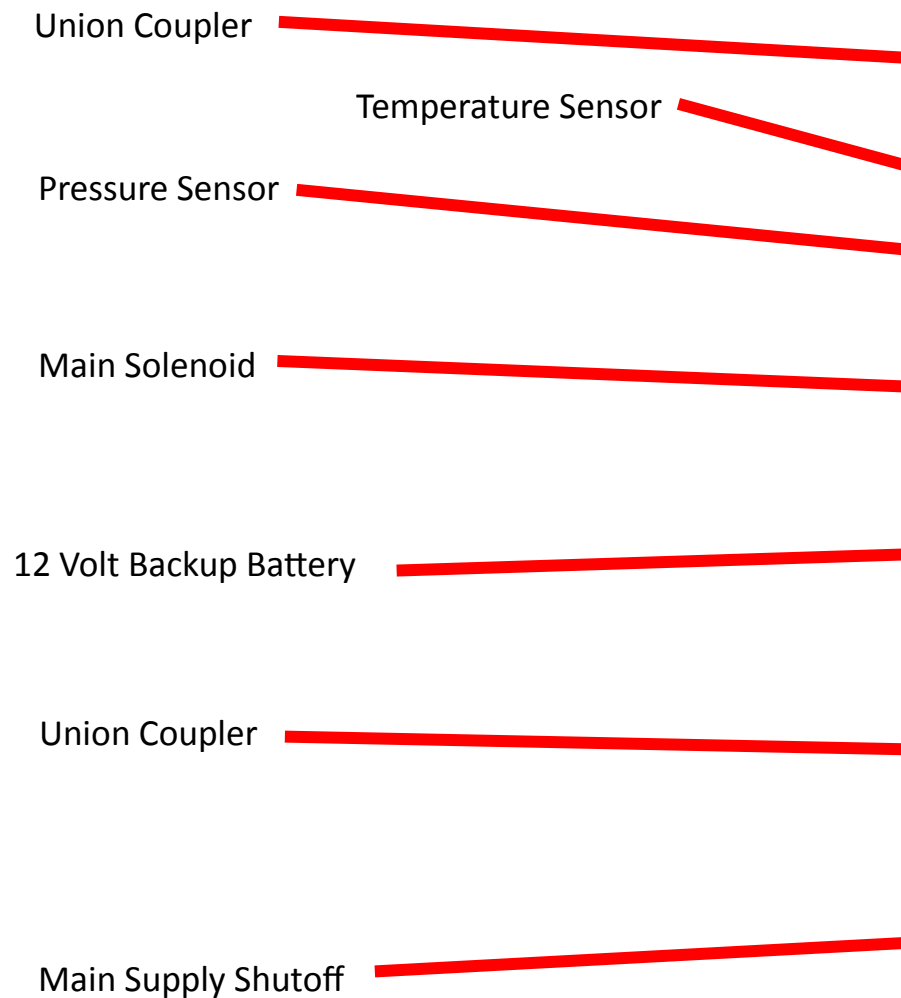 Union Coupler
Temperature Sensor
Pressure Sensor
Main Solenoid
12 Volt Backup Battery
Union Coupler
Main Supply Shutoff